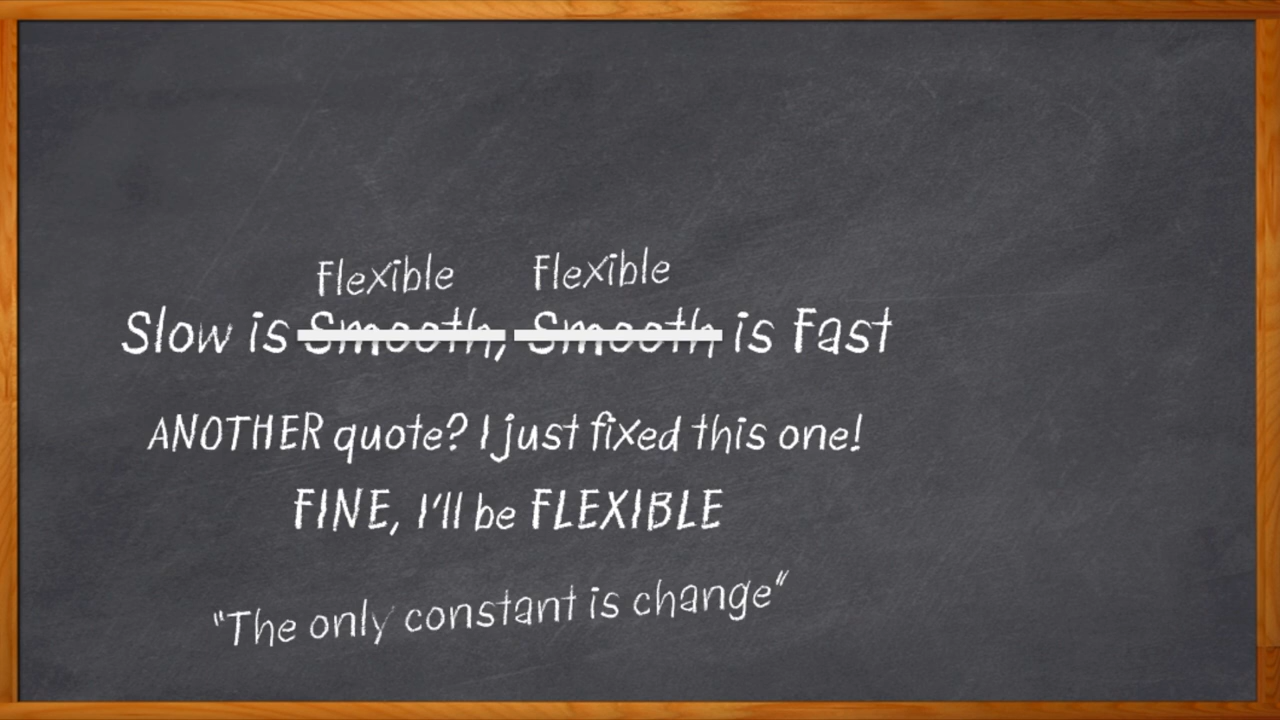 Flexible Flexible
Slow is Smooth, Smooth is Fast
ANOTHER quote? I just fixed this one!
FINE, I'll be FLEXIBLE
"The only constant is change"